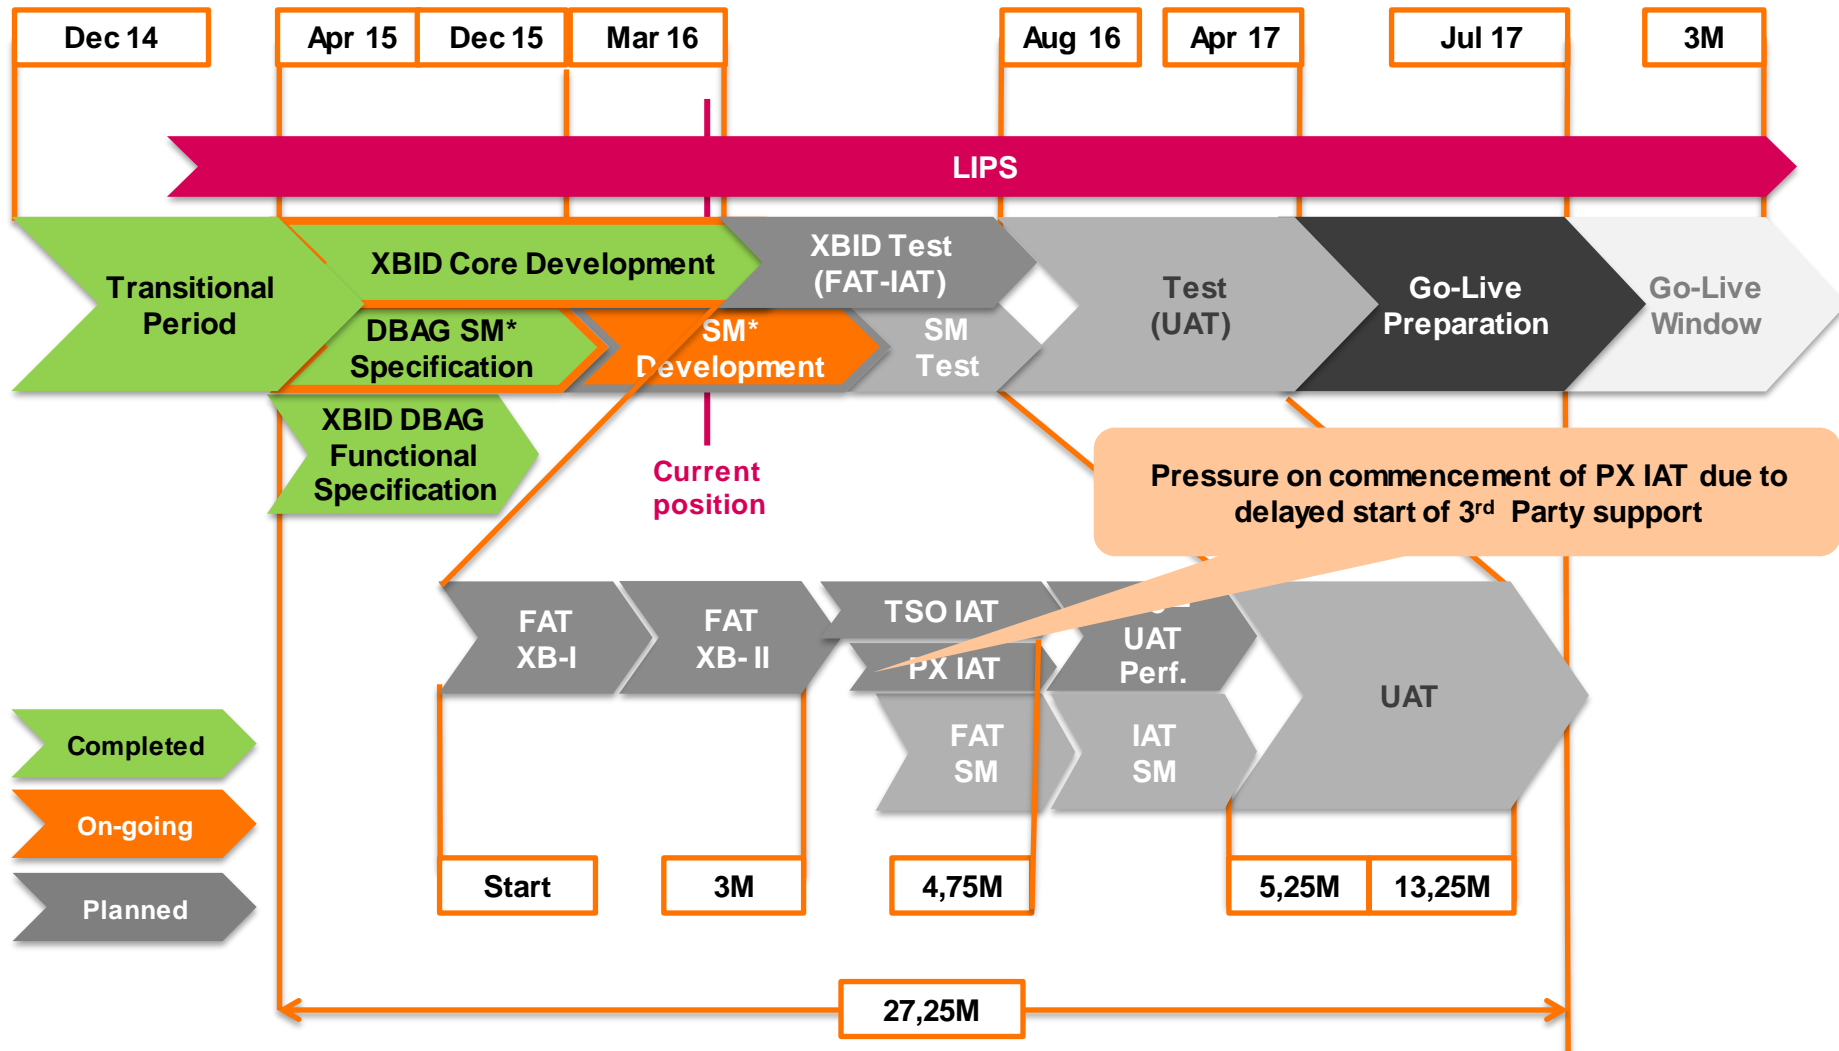 Dec 14
Apr 15
Dec 15
Mar 16
Aug 16
Apr 17
Jul 17
3M
LIPS
Transitional
Period
XBID Core Development
XBID Test
(FAT-IAT)
Test
(UAT)
Go-Live
Preparation
Go-Live
Window
DBAG SM*
Specification
SM*
Development
SM
Test
XBID DBAG
Functional
Specification
Current
position
Pressure on commencement of PX IAT due to
delayed start of 3rd Party support
FAT
XB-I
FAT
XB- II
TSO IAT
PX IAT
UAT
Perf.
FAT
SM
IAT
SM
UAT
Completed
On-going
Planned
Start
3M
4,75M
5,25M
13,25M
27,25M